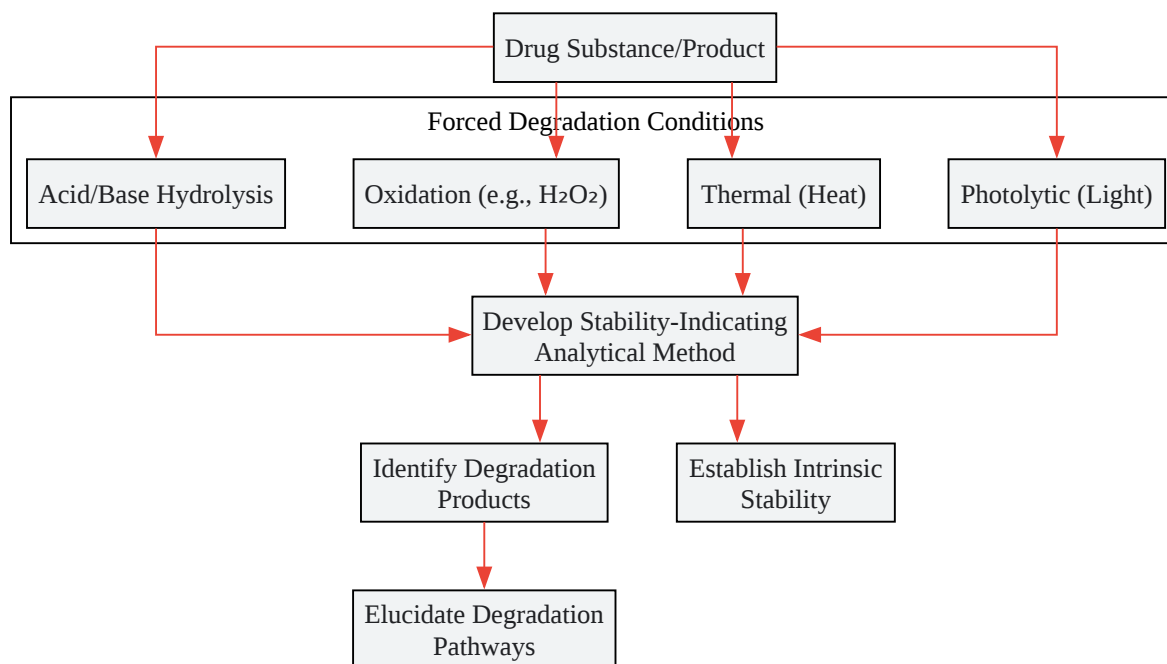 Drug Substance/Product
Forced Degradation Conditions
Acid/Base Hydrolysis
Oxidation (e.g., H₂O₂)
Thermal (Heat)
Photolytic (Light)
Develop Stability-Indicating
Analytical Method
Identify Degradation
Products
Establish Intrinsic
Stability
Elucidate Degradation
Pathways